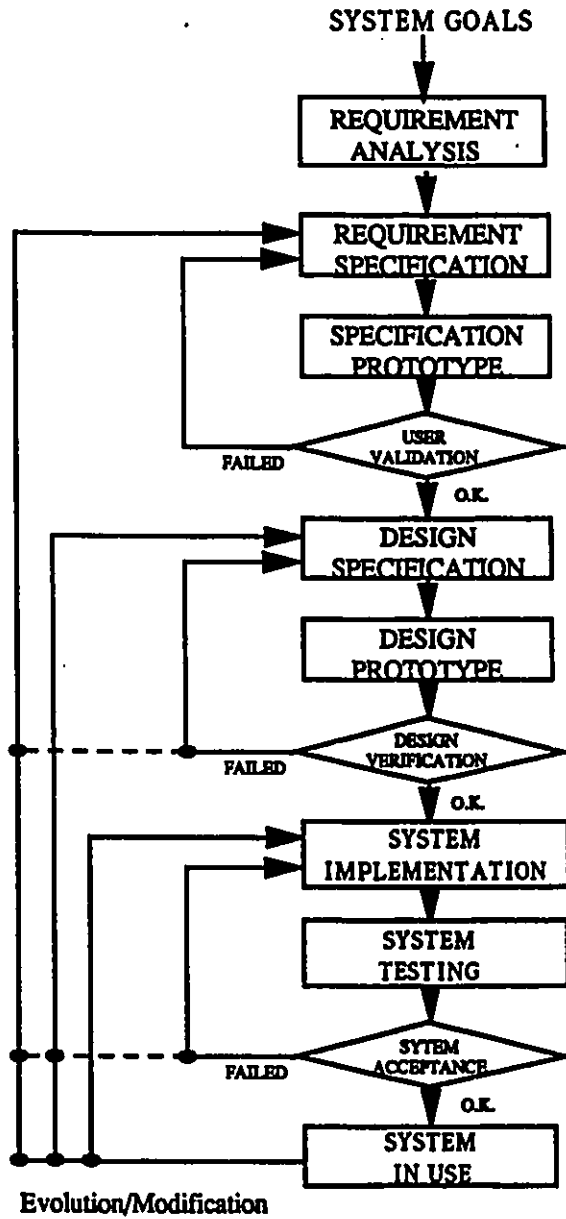 SYSTEM GOALS
REQUIREMENT
ANALYSIS
REQUIREMENT
SPECIFICATION
SPECIFICATION
PROTOTYPE
USER
VALIDATION
FAILED
O.K.
DESIGN
SPECIFICATION
DESIGN
PROTOTYPE
DESIGN
VERIFICATION
FAILED
O.K.
SYSTEM
IMPLEMENTATION
SYSTEM
TESTING
SYTEM
ACCEPTANCE
FAILED
O.K.
SYSTEM
IN USE
Evolution/Modification